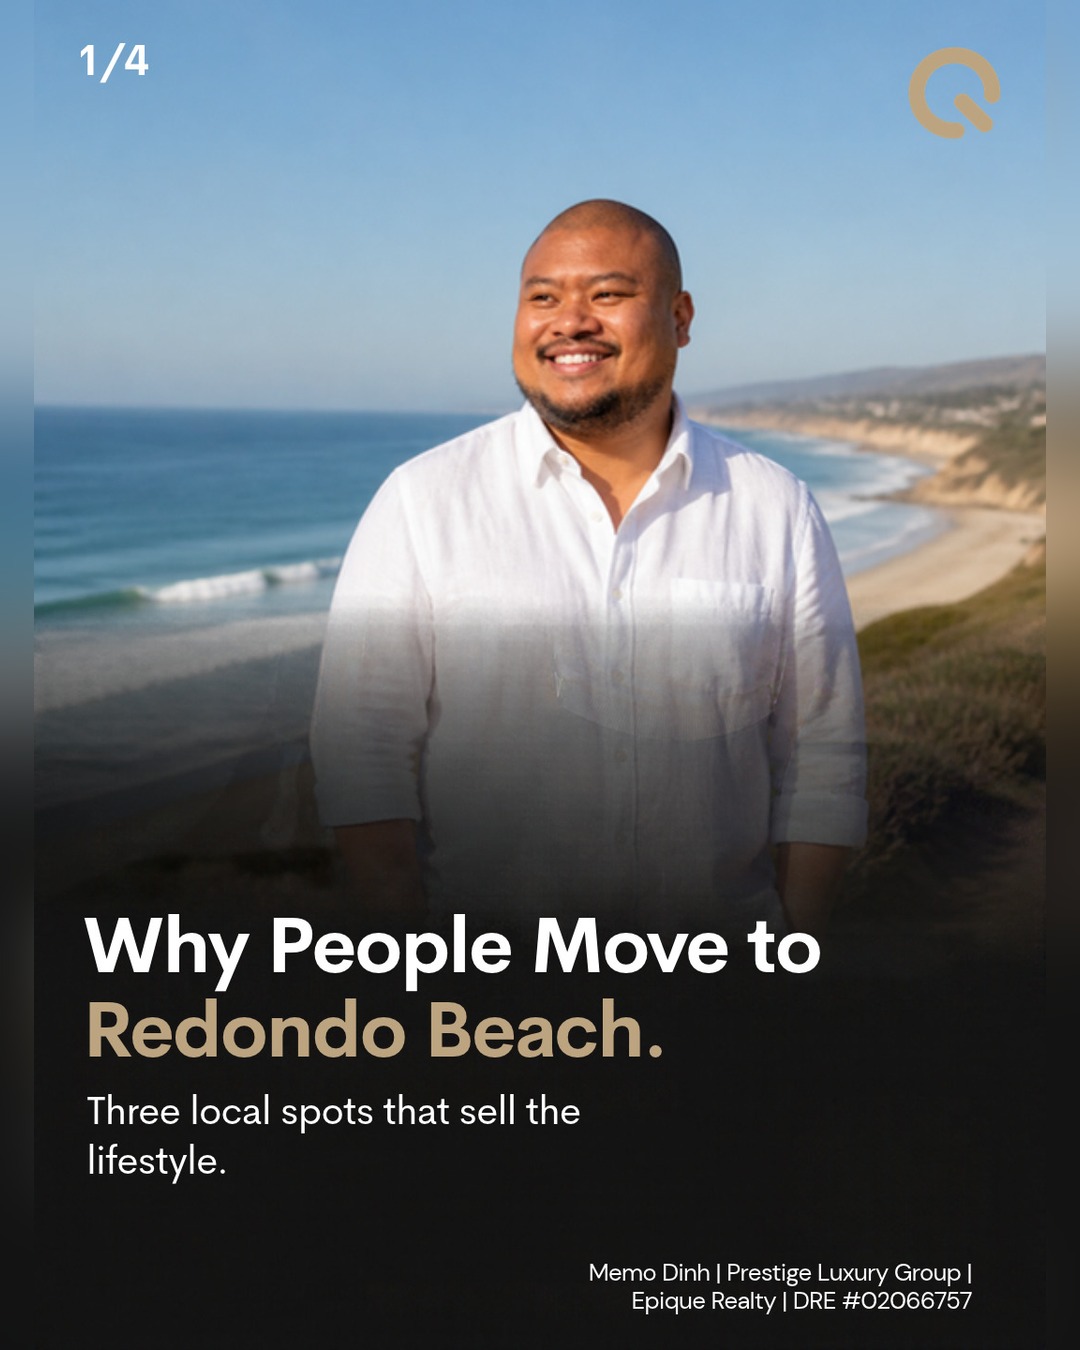 1/4
Why People Move to
Redondo Beach.
Three local spots that sell the
lifestyle.
Memo Dinh | Prestige Luxury Group |
Epique Realty | DRE #02066757